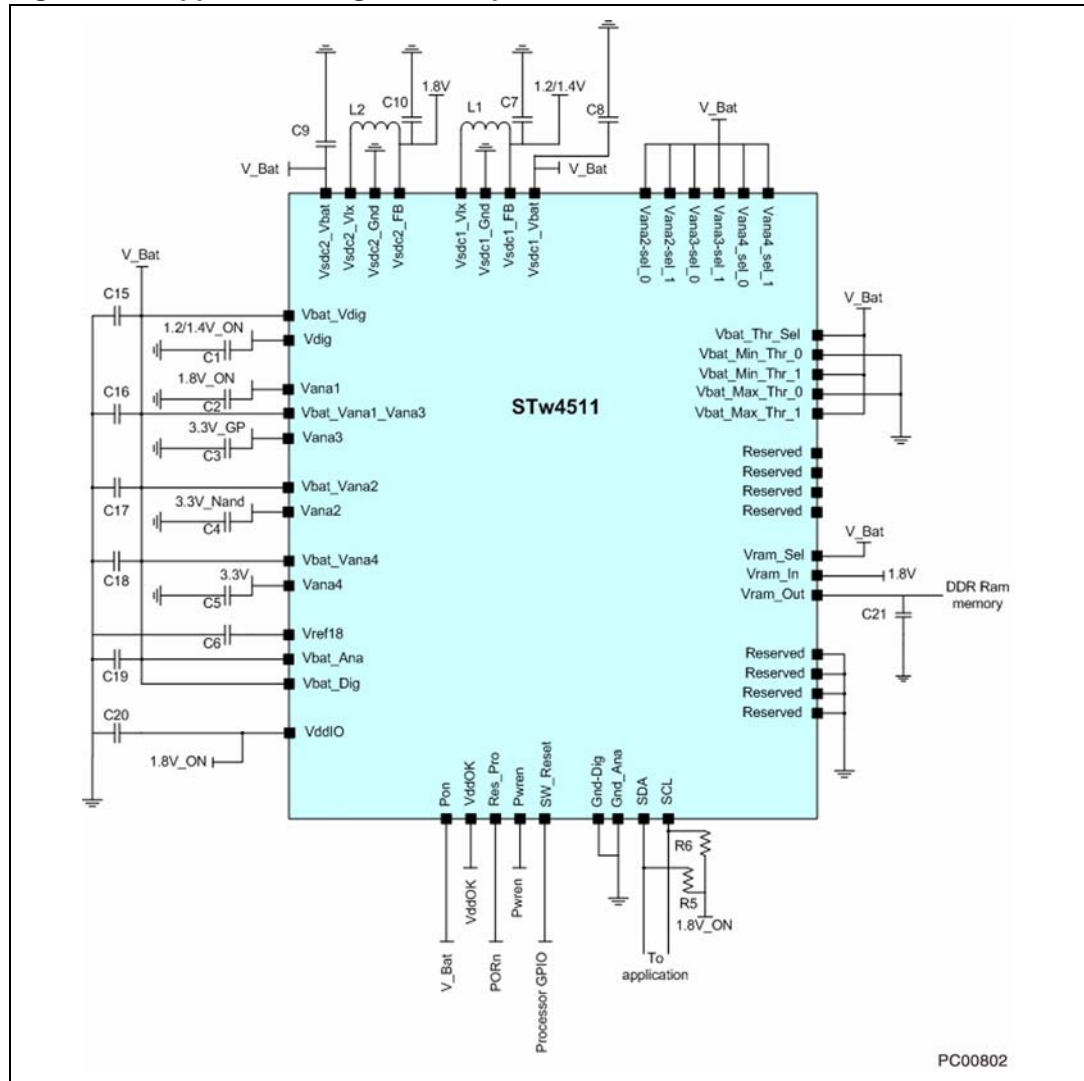 1.8V
1.2/1.4V
L2
C10
L1
C7
C8
C9
V_Bat
V_Bat
V_Bat
Vsdc2_Vbat
Vsdc2_Vlx
Vsdc2_Gnd
Vsdc2_FB
Vsdc1_Vlx
Vsdc1_Gnd
Vsdc1_FB
Vsdc1_Vbat
Vana2-sel_0
Vana2-sel_1
Vana3-sel_0
Vana3-sel_1
Vana4_sel_0
Vana4_sel_1
V_Bat
C15
Vbat_Vdig
1.2/1.4V_ON
Vdig
C1
1.8V_ON
Vana1
C2
C16
Vbat_Vana1_Vana3
3.3V_GP
Vana3
C3
Vbat_Vana2
C17
3.3V_Nand
Vana2
C4
Vbat_Vana4
C18
3.3V
Vana4
C5
Vref18
C6
Vbat_Ana
C19
Vbat_Dig
C20
VddIO
1.8V_ON
STw4511
V_Bat
Vbat_Thr_Sel
Vbat_Min_Thr_0
Vbat_Min_Thr_1
Vbat_Max_Thr_0
Vbat_Max_Thr_1
Reserved
Reserved
Reserved
Reserved
V_Bat
Vram_Sel
Vram_In
1.8V
Vram_Out
DDR Ram
memory
C21
Reserved
Reserved
Reserved
Reserved
Pon
VddOK
Res_Pro
Pwren
SW_Reset
Gnd-Dig
Gnd_Ana
SDA
SCL
R6
R5
1.8V_ON
V_Bat
VddOK
PORn
Pwren
Processor GPIO
To
application
PC00802